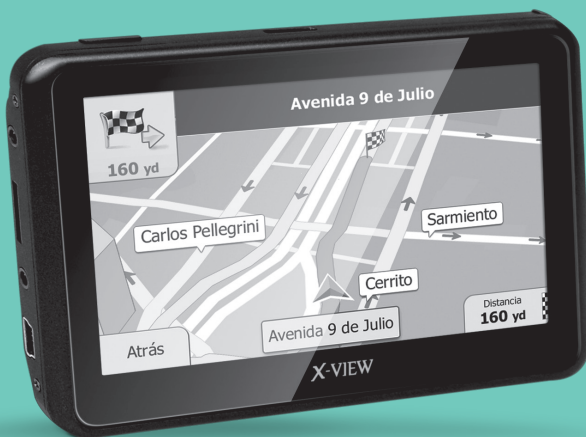 Avenida 9 de Julio
160 yd
Carlos Pellegrini
Sarmiento
Cerrito
Distancia
160 yd
Avenida 9 de Julio
Atrás
X-VIEW